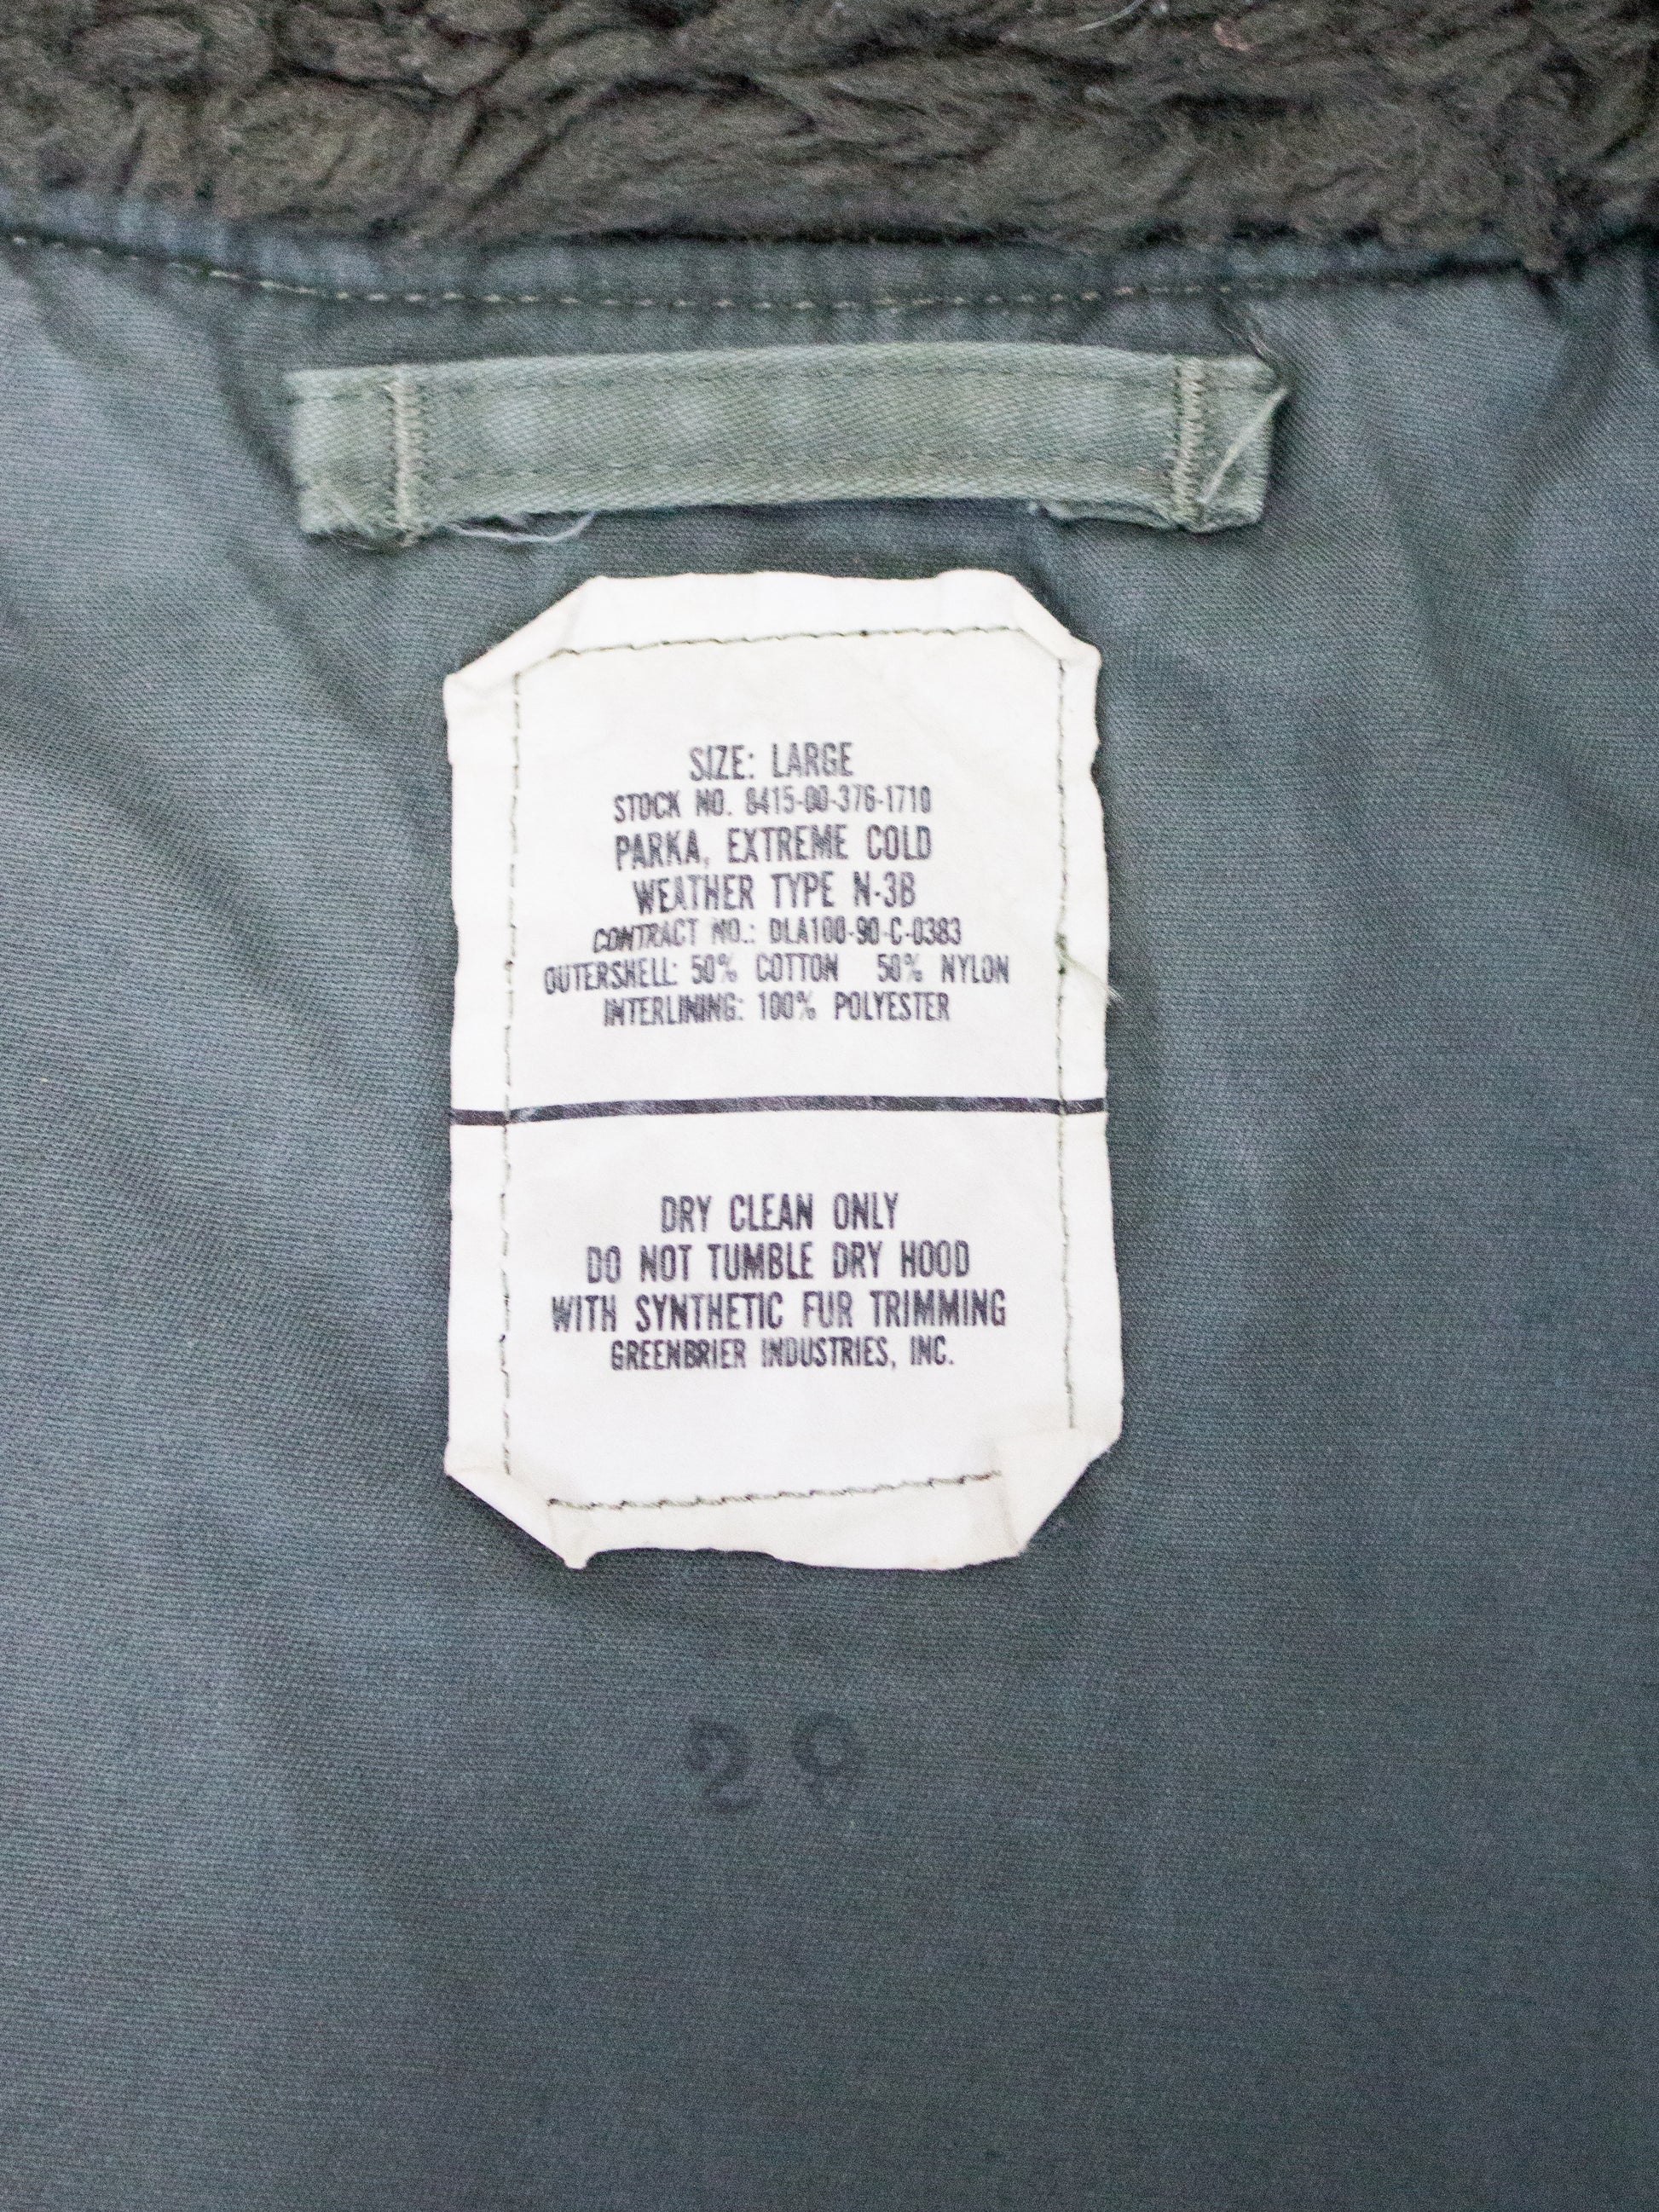 SIZE: LARGE
STOCK NO. 8415-00-376-1710
PARKA, EXTREME COLD
WEATHER TYPE N-3B
CONTRACT NO.: DLA100-90-C-0383
OUTERSHELL: 50% COTTON 50% NYLON
INTERLINING: 100% POLYESTER
DRY CLEAN ONLY
DO NOT TUMBLE DRY HOOD
WITH SYNTHETIC FUR TRIMMING
GREENBRIER INDUSTRIES, INC.
29